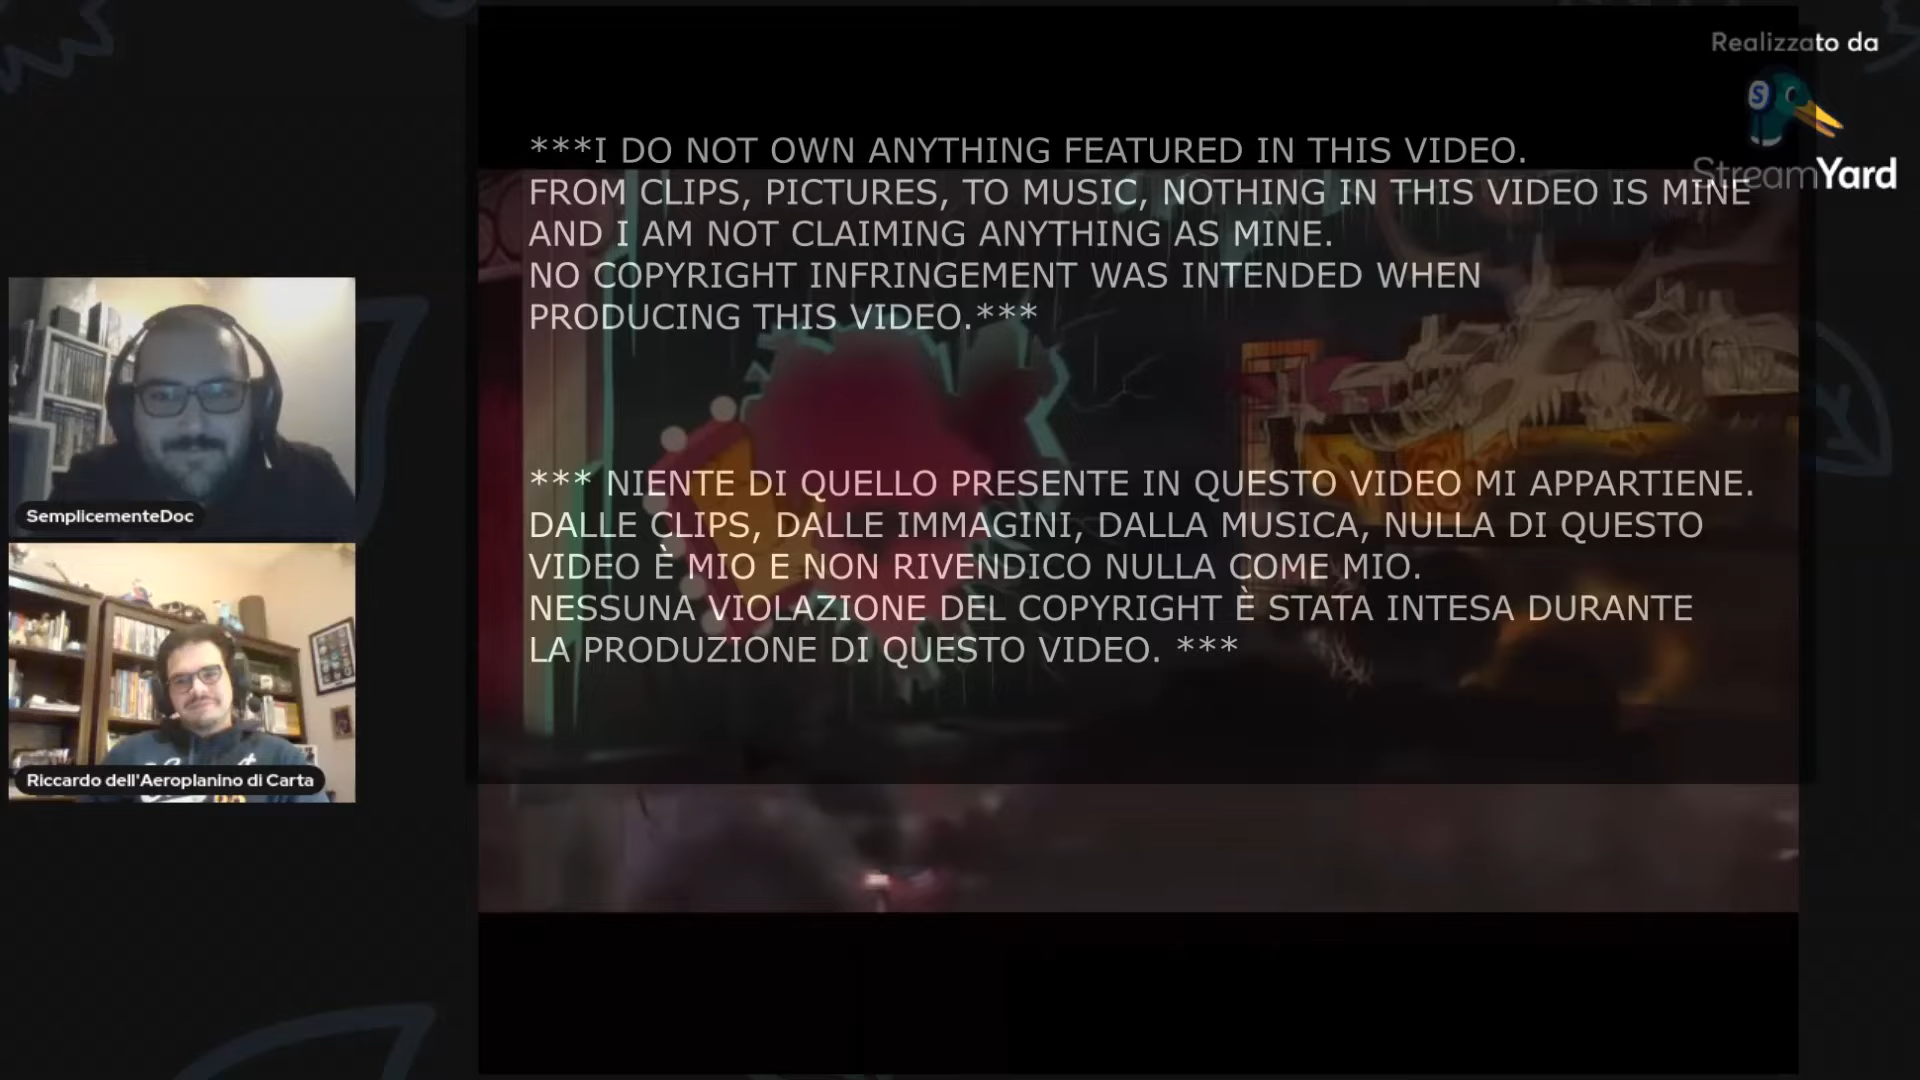 Realizzato da
StreamYard
***I DO NOT OWN ANYTHING FEATURED IN THIS VIDEO.
FROM CLIPS, PICTURES, TO MUSIC, NOTHING IN THIS VIDEO IS MINE
AND I AM NOT CLAIMING ANYTHING AS MINE.
NO COPYRIGHT INFRINGEMENT WAS INTENDED WHEN
PRODUCING THIS VIDEO.***
*** NIENTE DI QUELLO PRESENTE IN QUESTO VIDEO MI APPARTIENE.
DALLE CLIPS, DALLE IMMAGINI, DALLA MUSICA, NULLA DI QUESTO
VIDEO È MIO E NON RIVENDICO NULLA COME MIO.
NESSUNA VIOLAZIONE DEL COPYRIGHT È STATA INTESA DURANTE
LA PRODUZIONE DI QUESTO VIDEO. ***
SemplicementeDoc
Riccardo dell'Aeroplanino di Carta